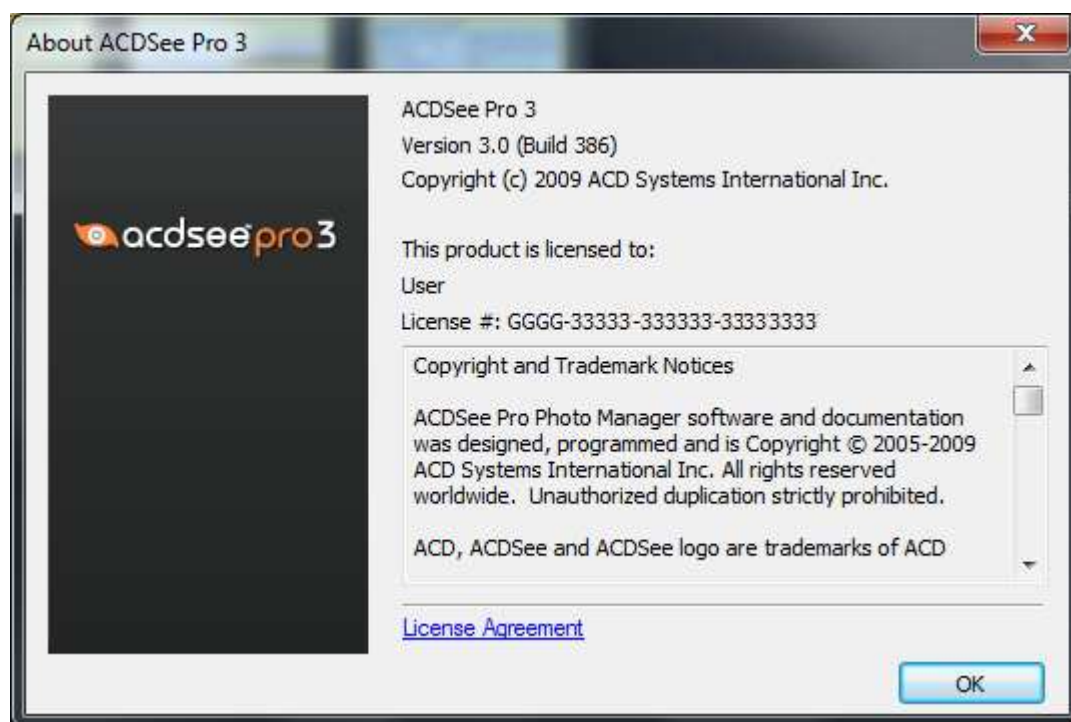 About ACDSee Pro 3
acdsee pro 3
ACDSee Pro 3
Version 3.0 (Build 386)
Copyright (c) 2009 ACD Systems International Inc.
This product is licensed to:
User
License #: GGGG-33333-333333-33333333
Copyright and Trademark Notices
ACDSee Pro Photo Manager software and documentation
was designed, programmed and is Copyright © 2005-2009
ACD Systems International Inc. All rights reserved
worldwide.  Unauthorized duplication strictly prohibited.
ACD, ACDSee and ACDSee logo are trademarks of ACD
License Agreement
OK